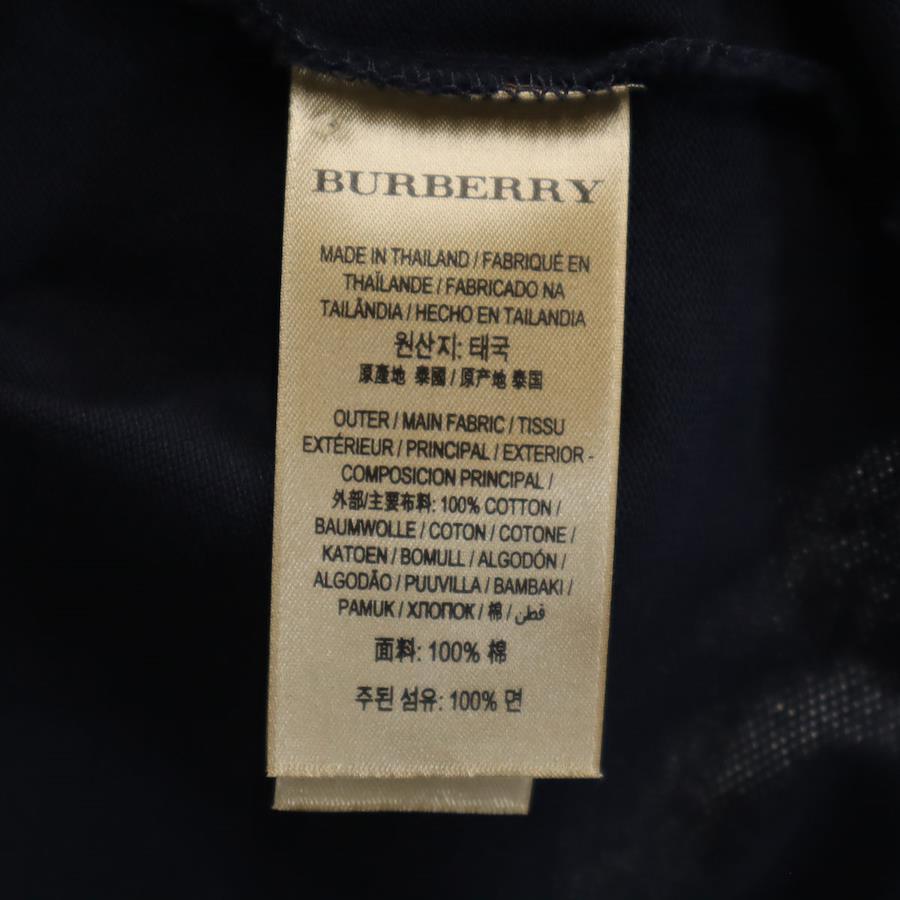 BURBERRY
MADE IN THAILAND / FABRIQUÉ EN
THAÏLANDE / FABRICADO NA
TAILÂNDIA / HECHO EN TAILANDIA
원산지: 태국
原產地 泰國 / 原产地 泰国
OUTER / MAIN FABRIC / TISSU
EXTÉRIEUR / PRINCIPAL / EXTERIOR -
COMPOSICION PRINCIPAL /
外部/主要布料: 100% COTTON /
BAUMWOLLE / COTON / COTONE /
KATOEN / BOMULL / ALGODÓN /
ALGODÃO / PUUVILLA / BAMBAKI /
PAMUK / ХЛОПОК / 棉 / قطن
面料: 100% 棉
주된 섬유: 100% 면